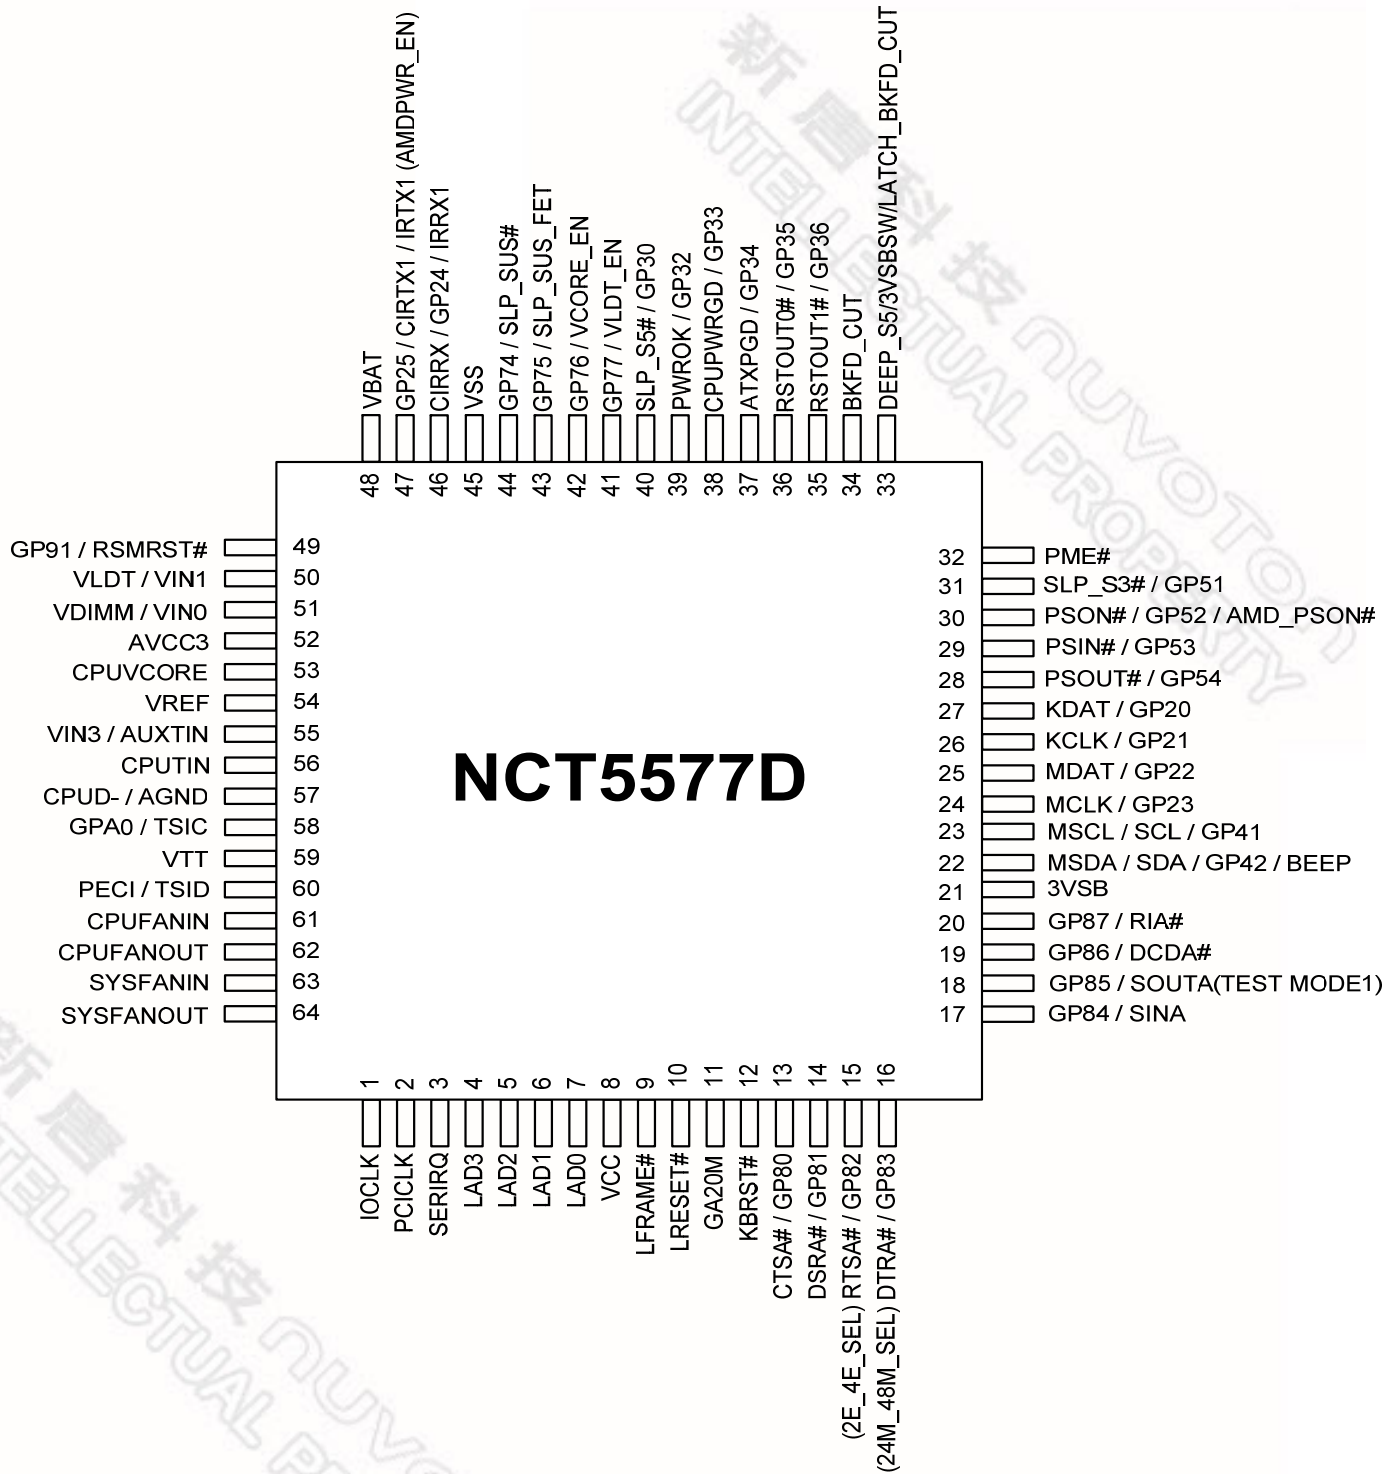 新唐科技 nuvoton
INTELLECTUAL PROPERTY
VBAT
GP25 / CIRTX1 / IRTX1 (AMDPWR_EN)
CIRRX / GP24 / IRRX1
VSS
GP74 / SLP_SUS#
GP75 / SLP_SUS_FET
GP76 / VCORE_EN
GP77 / VLDT_EN
SLP_S5# / GP30
PWROK / GP32
CPUPWRGD / GP33
ATXPGD / GP34
RSTOUT0# / GP35
RSTOUT1# / GP36
BKFD_CUT
DEEP_S5/3VSBSW/LATCH_BKFD_CUT
48
47
46
45
44
43
42
41
40
39
38
37
36
35
34
33
GP91 / RSMRST# 49
VLDT / VIN1 50
VDIMM / VIN0 51
AVCC3 52
CPUVCORE 53
VREF 54
VIN3 / AUXTIN 55
CPUTIN 56
CPUD- / AGND 57
GPA0 / TSIC 58
VTT 59
PECI / TSID 60
CPUFANIN 61
CPUFANOUT 62
SYSFANIN 63
SYSFANOUT 64
NCT5577D
32 PME#
31 SLP_S3# / GP51
30 PSON# / GP52 / AMD_PSON#
29 PSIN# / GP53
28 PSOUT# / GP54
27 KDAT / GP20
26 KCLK / GP21
25 MDAT / GP22
24 MCLK / GP23
23 MSCL / SCL / GP41
22 MSDA / SDA / GP42 / BEEP
21 3VSB
20 GP87 / RIA#
19 GP86 / DCDA#
18 GP85 / SOUTA(TEST MODE1)
17 GP84 / SINA
1
2
3
4
5
6
7
8
9
10
11
12
13
14
15
16
IOCLK
PCICLK
SERIRQ
LAD3
LAD2
LAD1
LAD0
VCC
LFRAME#
LRESET#
GA20M
KBRST#
CTSA# / GP80
DSRA# / GP81
(2E_4E_SEL) RTSA# / GP82
(24M_48M_SEL) DTRA# / GP83